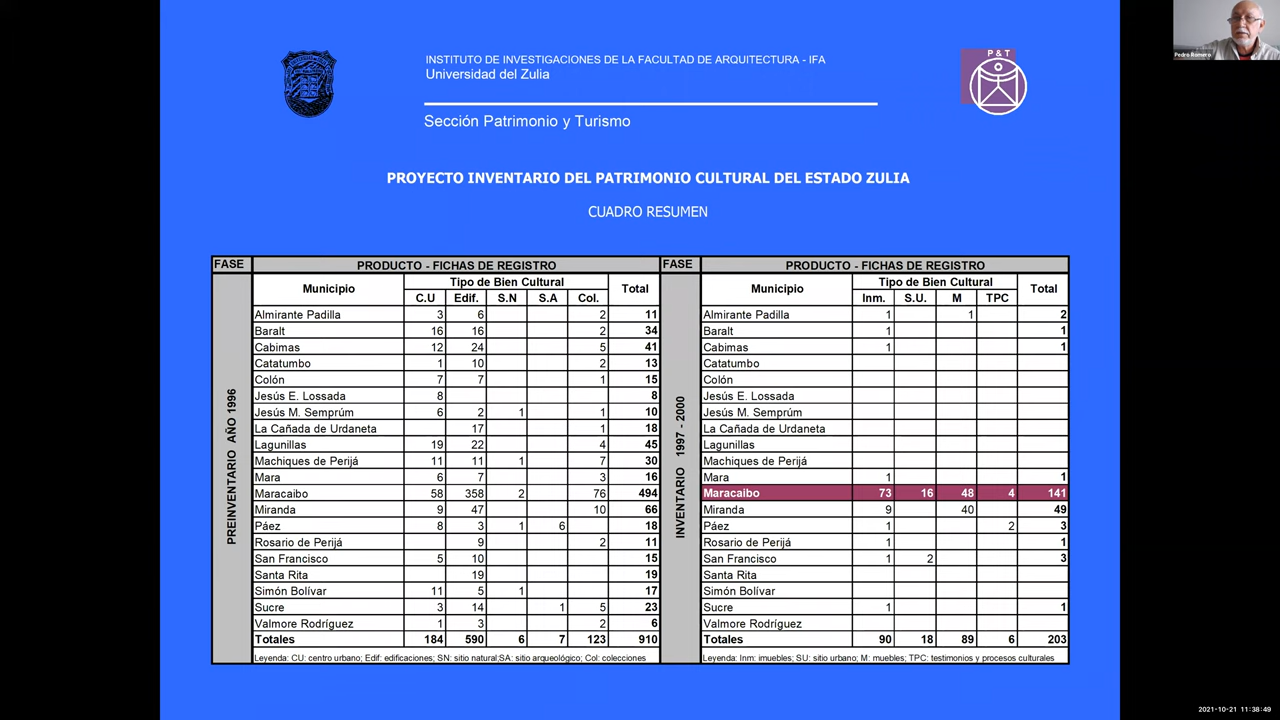 P & T
Pedro Romero
INSTITUTO DE INVESTIGACIONES DE LA FACULTAD DE ARQUITECTURA - IFA
Universidad del Zulia
Sección Patrimonio y Turismo
PROYECTO INVENTARIO DEL PATRIMONIO CULTURAL DEL ESTADO ZULIA
CUADRO RESUMEN
FASE
PREINVENTARIO AÑO 1996
PRODUCTO - FICHAS DE REGISTRO
Municipio Tipo de Bien Cultural Total
C.U Edif. S.N S.A Col.
Almirante Padilla 3 6 2 11
Baralt 16 16 2 34
Cabimas 12 24 5 41
Catatumbo 1 10 2 13
Colón 7 7 1 15
Jesús E. Lossada 8 8
Jesús M. Semprúm 6 2 1 1 10
La Cañada de Urdaneta 17 1 18
Lagunillas 19 22 4 45
Machiques de Perijá 11 11 1 7 30
Mara 6 7 3 16
Maracaibo 58 358 2 76 494
Miranda 9 47 10 66
Páez 8 3 1 6 18
Rosario de Perijá 9 2 11
San Francisco 5 10 15
Santa Rita 19 19
Simón Bolívar 11 5 1 17
Sucre 3 14 1 5 23
Valmore Rodríguez 1 3 2 6
Totales 184 590 6 7 123 910
Leyenda: CU: centro urbano; Edif: edificaciones; SN: sitio natural;SA: sitio arqueológico; Col: colecciones
FASE
INVENTARIO 1997 - 2000
PRODUCTO - FICHAS DE REGISTRO
Municipio Tipo de Bien Cultural Total
Inm. S.U. M TPC
Almirante Padilla 1 1 2
Baralt 1 1
Cabimas 1 1
Catatumbo
Colón
Jesús E. Lossada
Jesús M. Semprúm
La Cañada de Urdaneta
Lagunillas
Machiques de Perijá
Mara 1 1
Maracaibo 73 16 48 4 141
Miranda 9 40 49
Páez 1 2 3
Rosario de Perijá 1 1
San Francisco 1 2 3
Santa Rita
Simón Bolívar
Sucre 1 1
Valmore Rodríguez
Totales 90 18 89 6 203
Leyenda: Inm: imuebles; SU: sitio urbano; M: muebles; TPC: testimonios y procesos culturales
2021-10-21 11:38:49